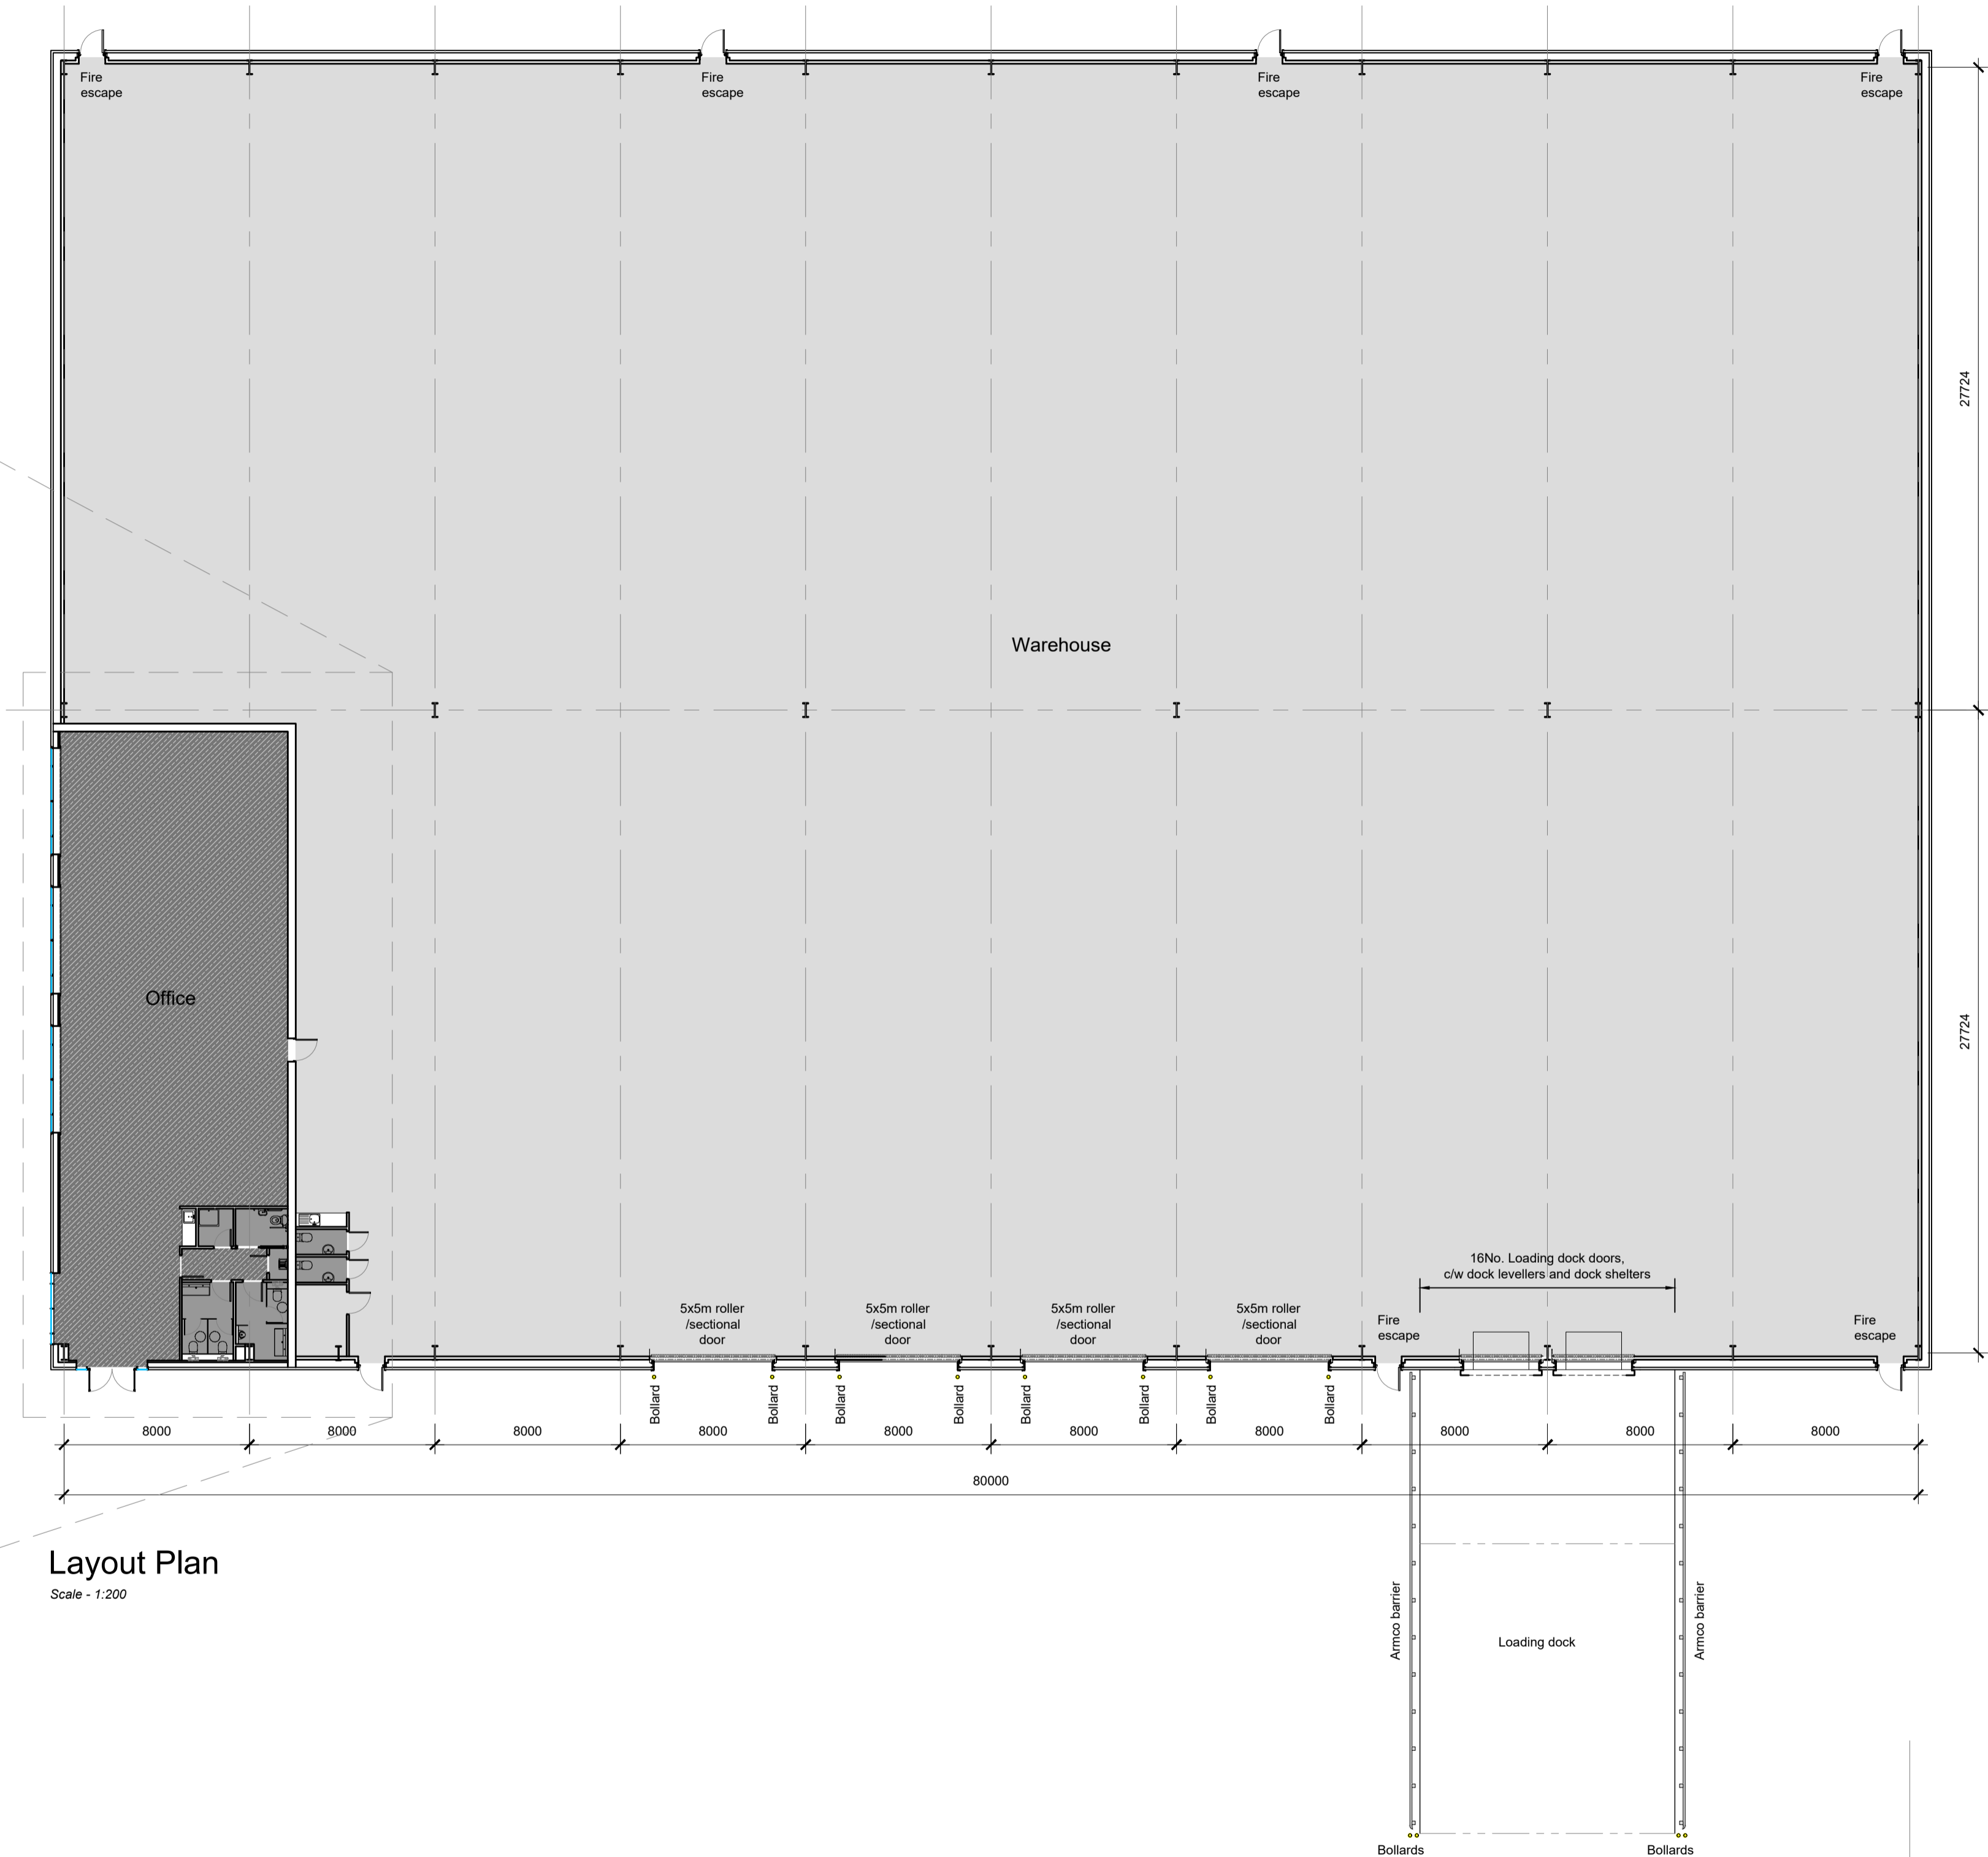 Fire
escape
Fire
escape
Fire
escape
Fire
escape
27724
Warehouse
Office
27724
16No. Loading dock doors,
c/w dock levellers and dock shelters
5x5m roller
/sectional
door
5x5m roller
/sectional
door
5x5m roller
/sectional
door
5x5m roller
/sectional
door
Fire
escape
Fire
escape
Bollard
Bollard
Bollard
Bollard
Bollard
Bollard
Bollard
Bollard
8000
8000
8000
8000
8000
8000
8000
8000
8000
8000
80000
Layout Plan
Scale - 1:200
Armco barrier
Armco barrier
Loading dock
Bollards
Bollards